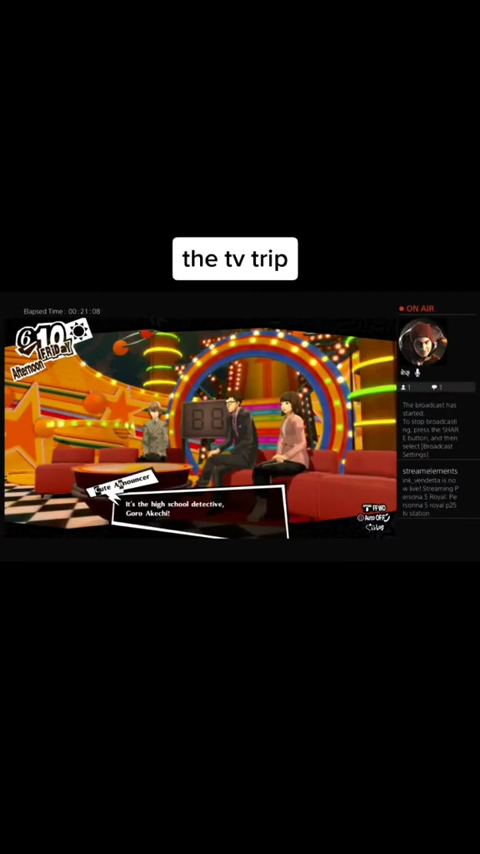 the tv trip
Elapsed Time : 00:21:08
ON AIR
6/10
FRIDAY
Afternoon
88
1 1
The broadcast has
started.
To stop broadcasti
ng, press the SHAR
E button, and then
select [Broadcast
Settings]
streamelements
ink_vendetta is no
w live! Streaming P
ersona 5 Royal: Pe
rsonna 5 royal p25
tv station
Cute Announcer
It's the high school detective,
Goro Akechi!
FFWD
Auto OFF
Log